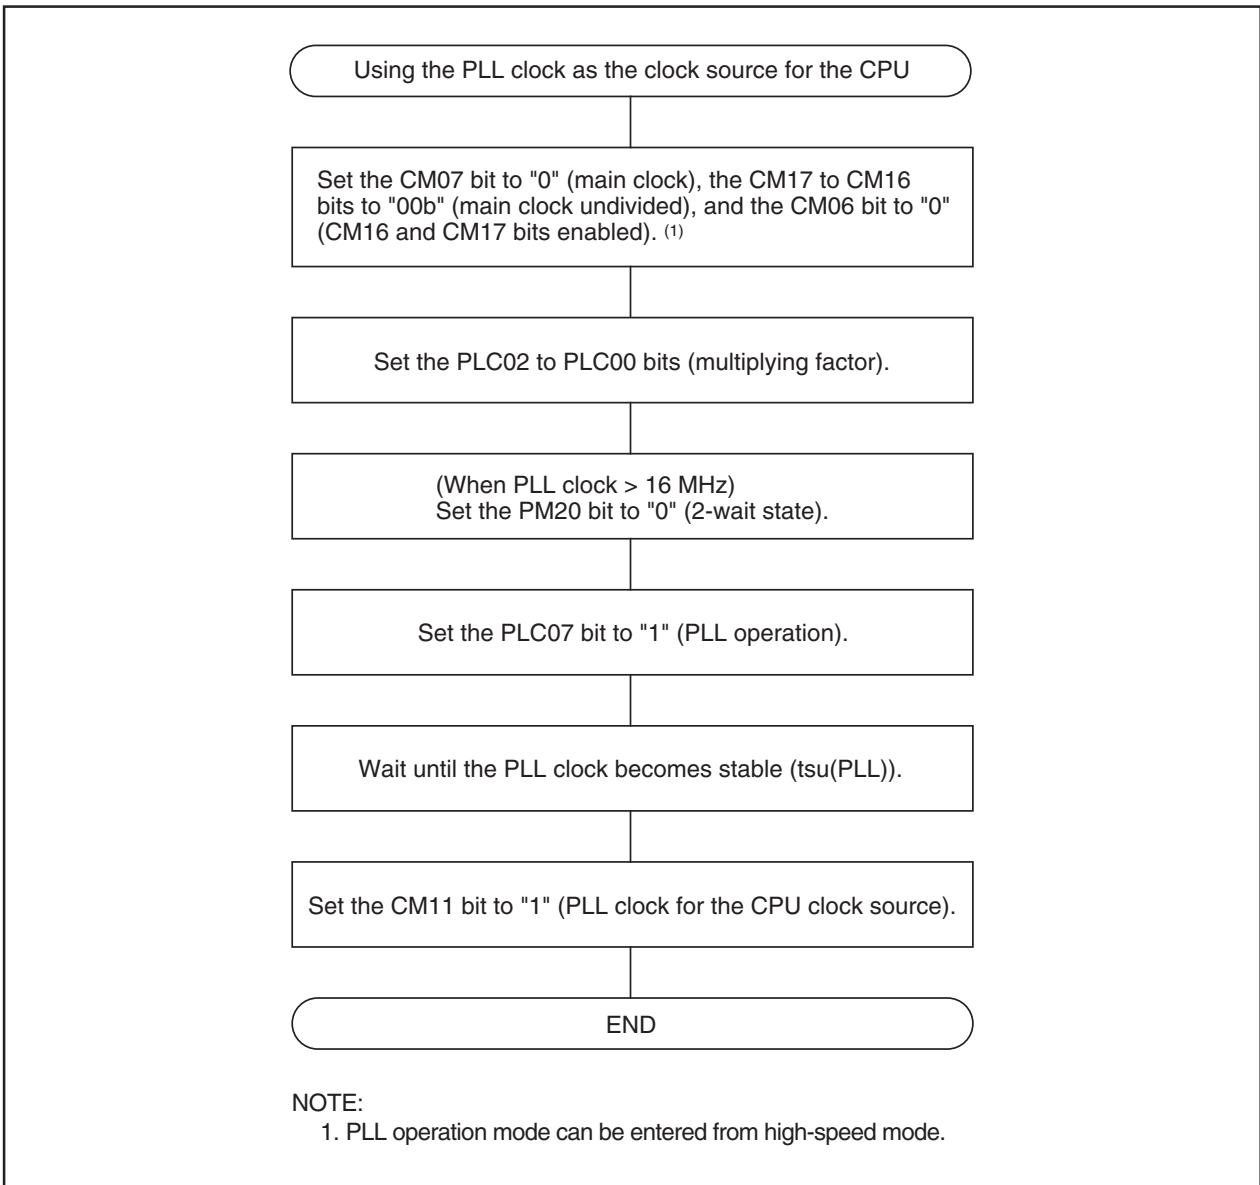 Using the PLL clock as the clock source for the CPU
Set the CM07 bit to "0" (main clock), the CM17 to CM16
bits to "00b" (main clock undivided), and the CM06 bit to "0"
(CM16 and CM17 bits enabled). (1)
Set the PLC02 to PLC00 bits (multiplying factor).
(When PLL clock > 16 MHz)
Set the PM20 bit to "0" (2-wait state).
Set the PLC07 bit to "1" (PLL operation).
Wait until the PLL clock becomes stable (tsu(PLL)).
Set the CM11 bit to "1" (PLL clock for the CPU clock source).
END
NOTE:
1. PLL operation mode can be entered from high-speed mode.